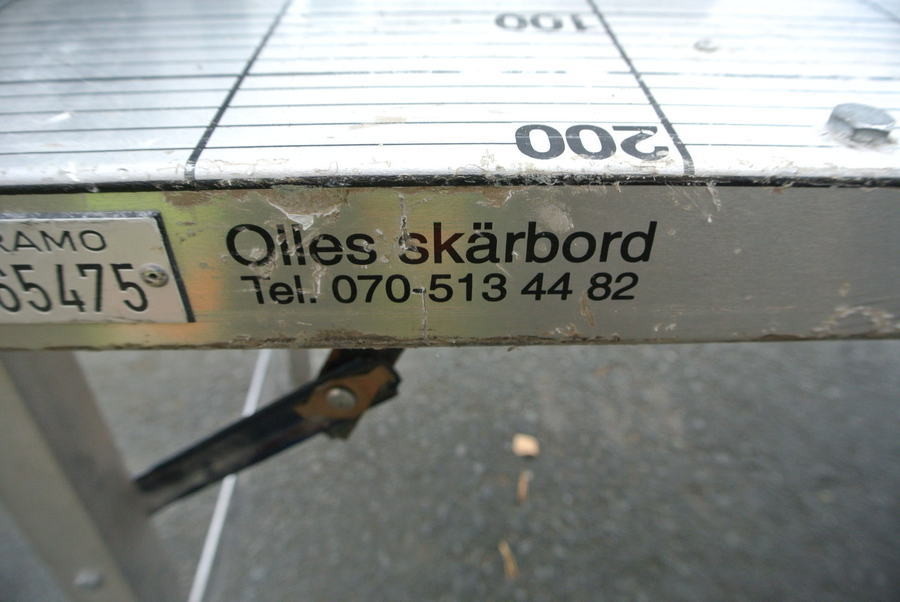 100
200
RAMO
65475
Olles skärbord
Tel. 070-513 44 82